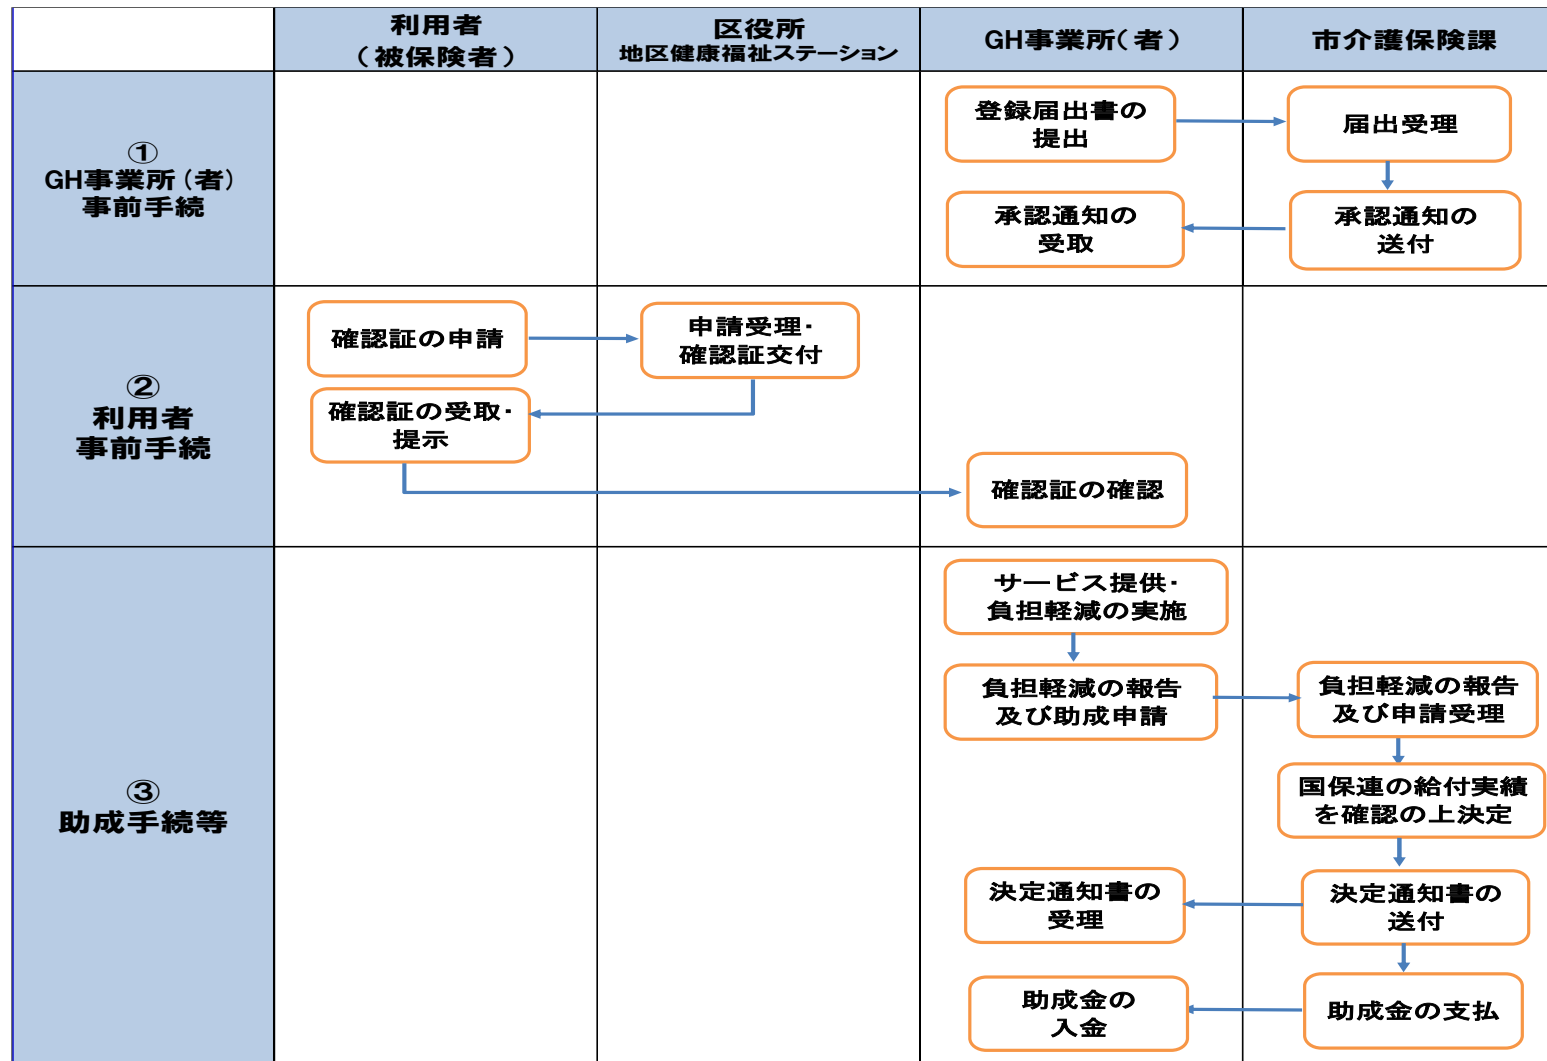 利用者
（被保険者）
区役所
地区健康福祉ステーション
GH事業所（者）
市介護保険課
①
GH事業所（者）
事前手続
登録届出書の
提出
届出受理
承認通知の
受取
承認通知の
送付
②
利用者
事前手続
確認証の申請
申請受理・
確認証交付
確認証の受取・
提示
確認証の確認
③
助成手続等
サービス提供・
負担軽減の実施
負担軽減の報告
及び助成申請
負担軽減の報告
及び申請受理
国保連の給付実績
を確認の上決定
決定通知書の
受理
決定通知書の
送付
助成金の
入金
助成金の支払